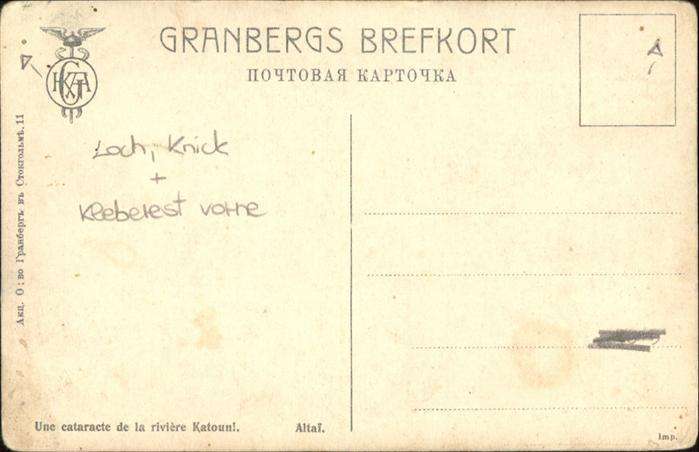 GRANBERGS BREFKORT
ПОЧТОВАЯ КАРТОЧКА
Loch, Knick
+
Kleberest vorne
Акц. О; во Гранбергъ въ Стокгольмѣ. 11
Une cataracte de la rivière Katounl. Altaï.
Imp.